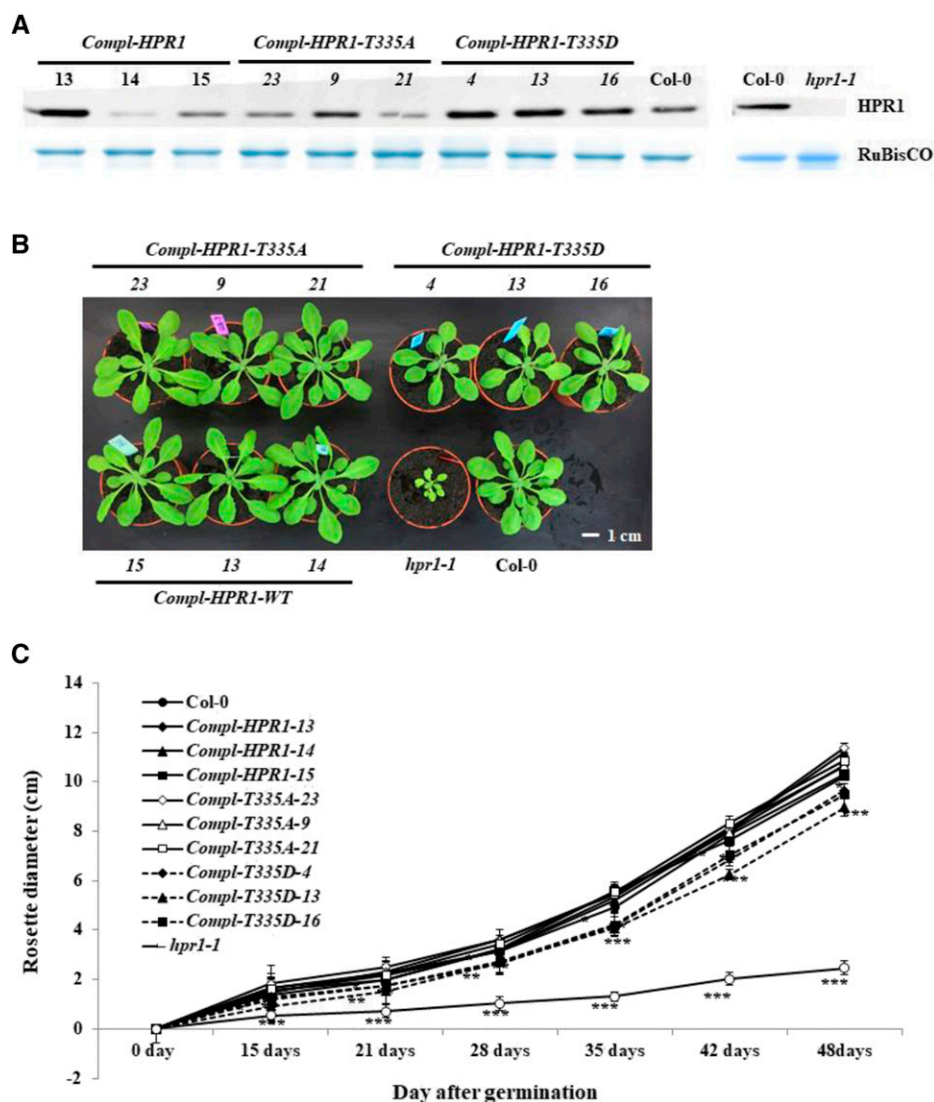 A
Compl-HPR1 Compl-HPR1-T335A Compl-HPR1-T335D
13 14 15 23 9 21 4 13 16 Col-0 Col-0 hpr1-1
HPR1
RuBisCO
B
Compl-HPR1-T335A Compl-HPR1-T335D
23 9 21 4 13 16
1 cm
15 13 14 hpr1-1 Col-0
Compl-HPR1-WT
C
14
12
10
8
6
4
2
0
-2
Rosette diameter (cm)
Col-0
Compl-HPR1-13
Compl-HPR1-14
Compl-HPR1-15
Compl-T335A-23
Compl-T335A-9
Compl-T335A-21
Compl-T335D-4
Compl-T335D-13
Compl-T335D-16
hpr1-1
*** *** *** *** *** ***
** ** * *** * ** ***
0 day 15 days 21 days 28 days 35 days 42 days 48days
Day after germination